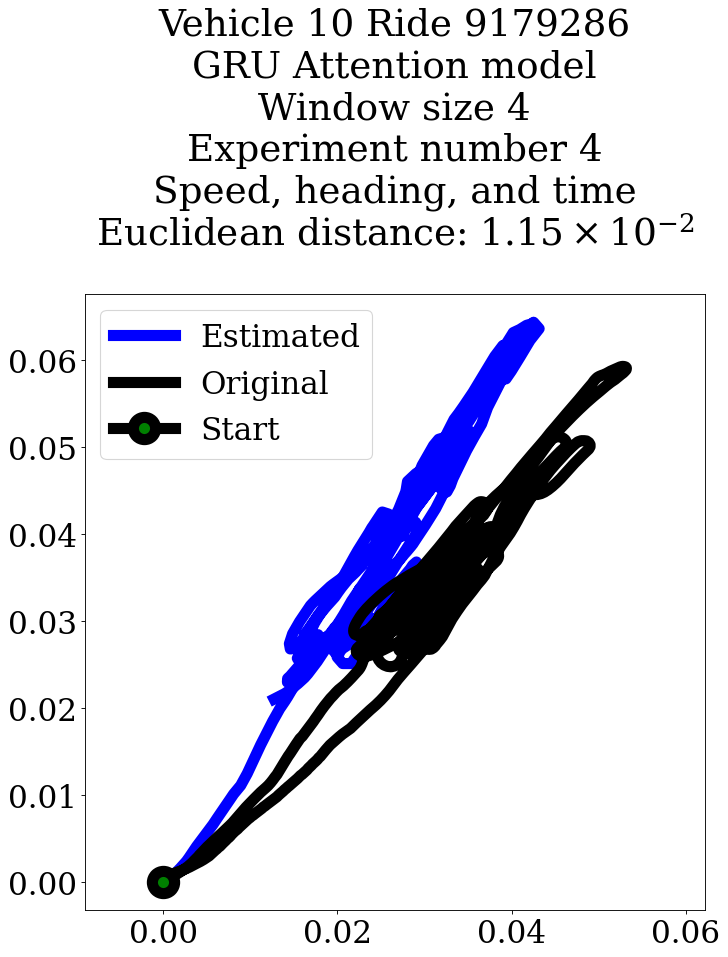 Vehicle 10 Ride 9179286
GRU Attention model
Window size 4
Experiment number 4
Speed, heading, and time
Euclidean distance: 1.15 × 10⁻²
Estimated
Original
Start
0.06
0.05
0.04
0.03
0.02
0.01
0.00
0.00 0.02 0.04 0.06